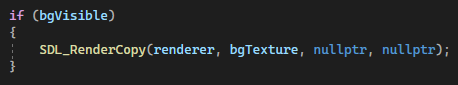 if (bgVisible)
{
    SDL_RenderCopy(renderer, bgTexture, nullptr, nullptr);
}